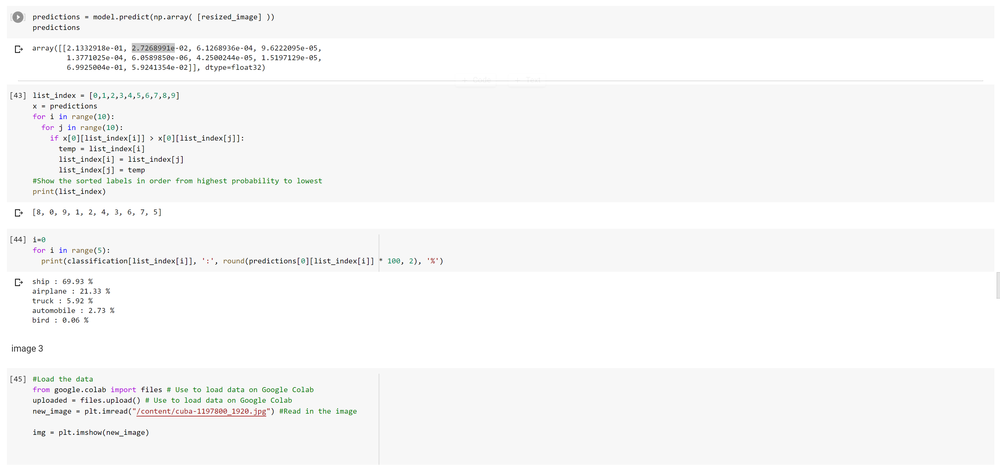 predictions = model.predict(np.array( [resized_image] ))
predictions
array([[2.1332918e-01, 2.7268991e-02, 6.1268936e-04, 9.6222095e-05,
1.3771025e-04, 6.0589850e-06, 4.2500244e-05, 1.5197129e-05,
6.9925004e-01, 5.9241354e-02]], dtype=float32)
+ Code + Text
[43] list_index = [0,1,2,3,4,5,6,7,8,9]
x = predictions
for i in range(10):
for j in range(10):
if x[0][list_index[i]] > x[0][list_index[j]]:
temp = list_index[i]
list_index[i] = list_index[j]
list_index[j] = temp
#Show the sorted labels in order from highest probability to lowest
print(list_index)
[8, 0, 9, 1, 2, 4, 3, 6, 7, 5]
[44] i=0
for i in range(5):
print(classification[list_index[i]], ':', round(predictions[0][list_index[i]] * 100, 2), '%')
ship : 69.93 %
airplane : 21.33 %
truck : 5.92 %
automobile : 2.73 %
bird : 0.06 %
image 3
[45] #Load the data
from google.colab import files # Use to load data on Google Colab
uploaded = files.upload() # Use to load data on Google Colab
new_image = plt.imread("/content/cuba-1197800_1920.jpg") #Read in the image
img = plt.imshow(new_image)